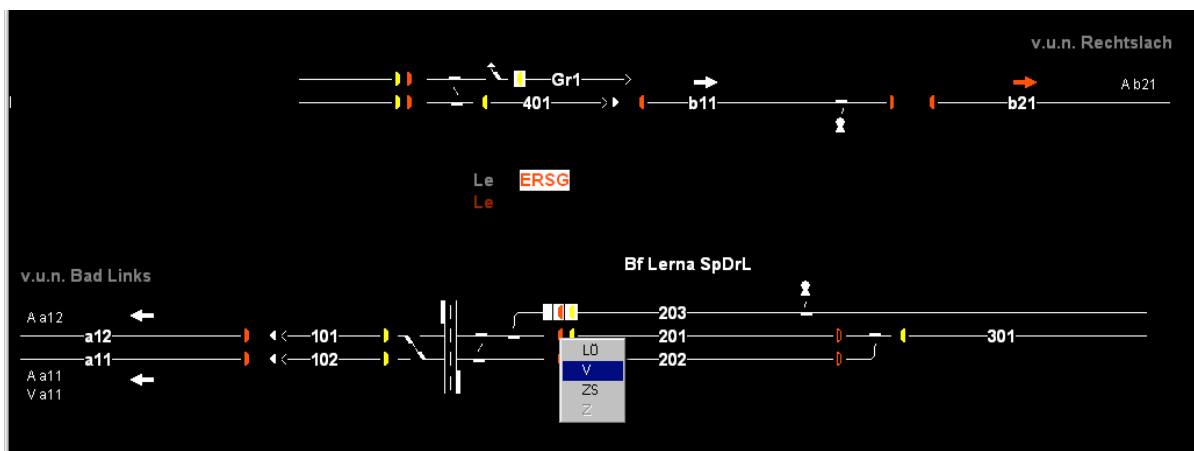 v.u.n. Rechtslach
Gr1
A b21
401
b11
b21
Le ERSG
Le
Bf Lerna SpDrL
v.u.n. Bad Links
A a12
203
a12
101
201
301
a11
102
202
A a11
V a11
LÖ
V
ZS
Z